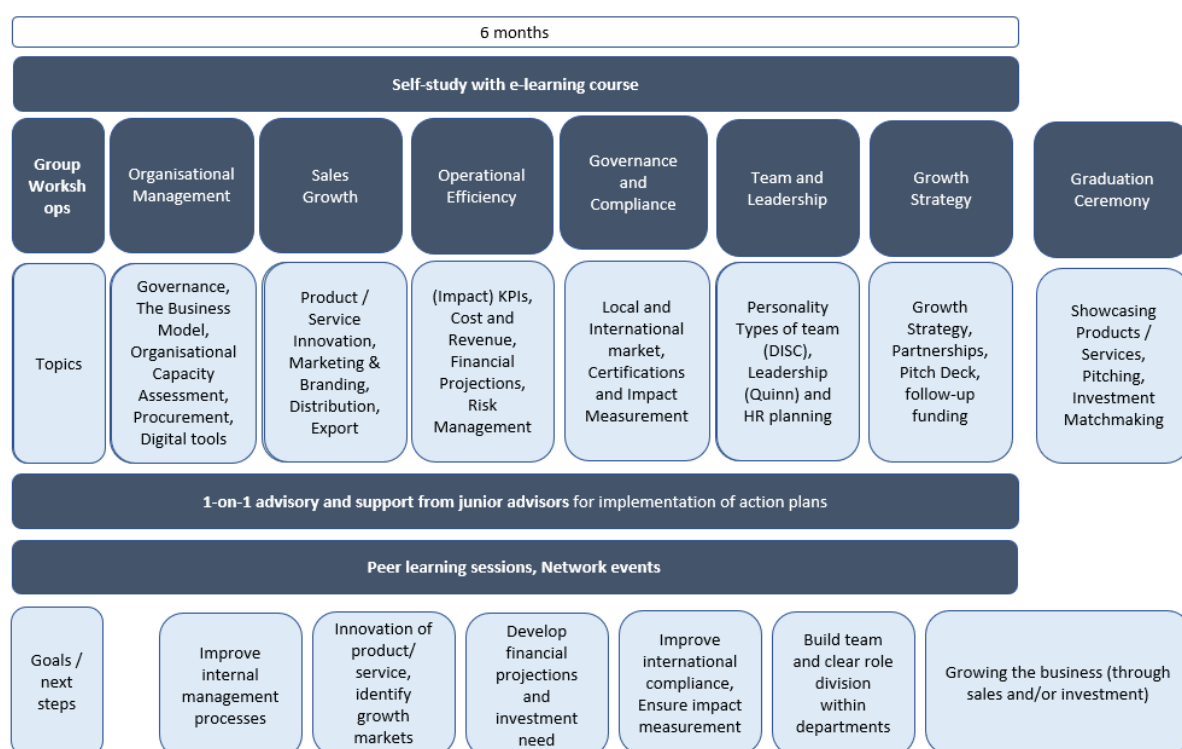 6 months
Self-study with e-learning course
Group
Worksh
ops
Organisational
Management
Sales
Growth
Operational
Efficiency
Governance
and
Compliance
Team and
Leadership
Growth
Strategy
Graduation
Ceremony
Topics
Governance,
The Business
Model,
Organisational
Capacity
Assessment,
Procurement,
Digital tools
Product /
Service
Innovation,
Marketing &
Branding,
Distribution,
Export
(Impact) KPIs,
Cost and
Revenue,
Financial
Projections,
Risk
Management
Local and
International
market,
Certifications
and Impact
Measurement
Personality
Types of team
(DISC),
Leadership
(Quinn) and
HR planning
Growth
Strategy,
Partnerships,
Pitch Deck,
follow-up
funding
Showcasing
Products /
Services,
Pitching,
Investment
Matchmaking
1-on-1 advisory and support from junior advisors for implementation of action plans
Peer learning sessions, Network events
Goals /
next
steps
Improve
internal
management
processes
Innovation of
product/
service,
identify
growth
markets
Develop
financial
projections
and
investment
need
Improve
international
compliance,
Ensure impact
measurement
Build team
and clear role
division
within
departments
Growing the business (through
sales and/or investment)